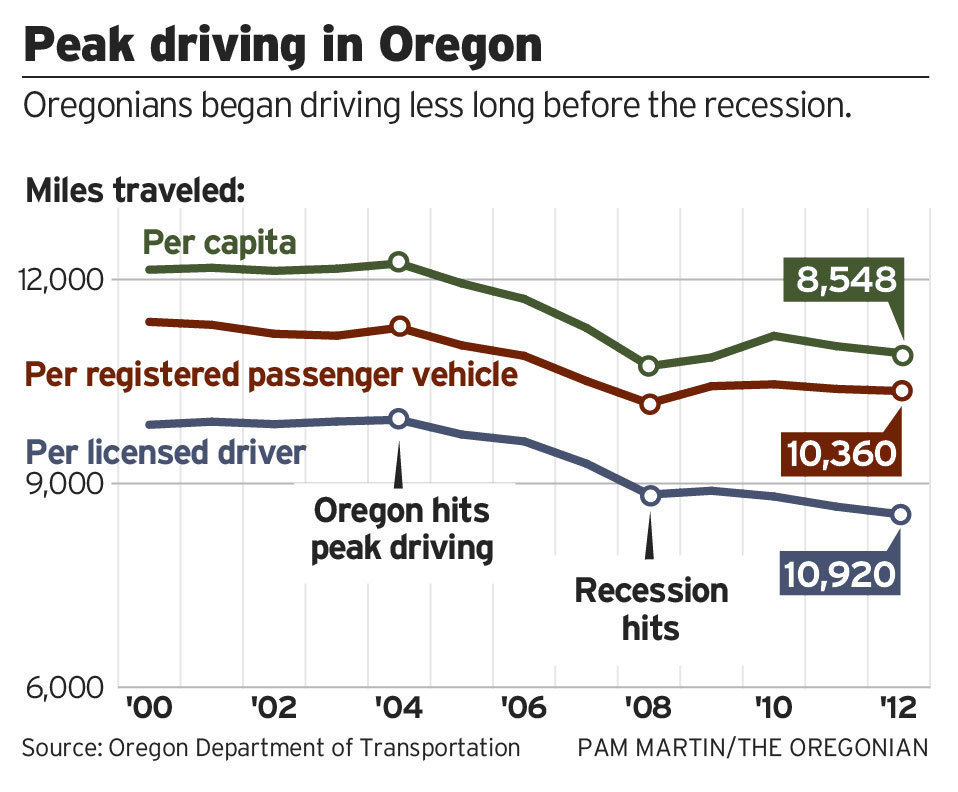 Peak driving in Oregon
Oregonians began driving less long before the recession.
Miles traveled:
Per capita
12,000
8,548
Per registered passenger vehicle
10,360
Per licensed driver
9,000
Oregon hits
peak driving
10,920
Recession
hits
6,000
'00 '02 '04 '06 '08 '10 '12
Source: Oregon Department of Transportation
PAM MARTIN/THE OREGONIAN